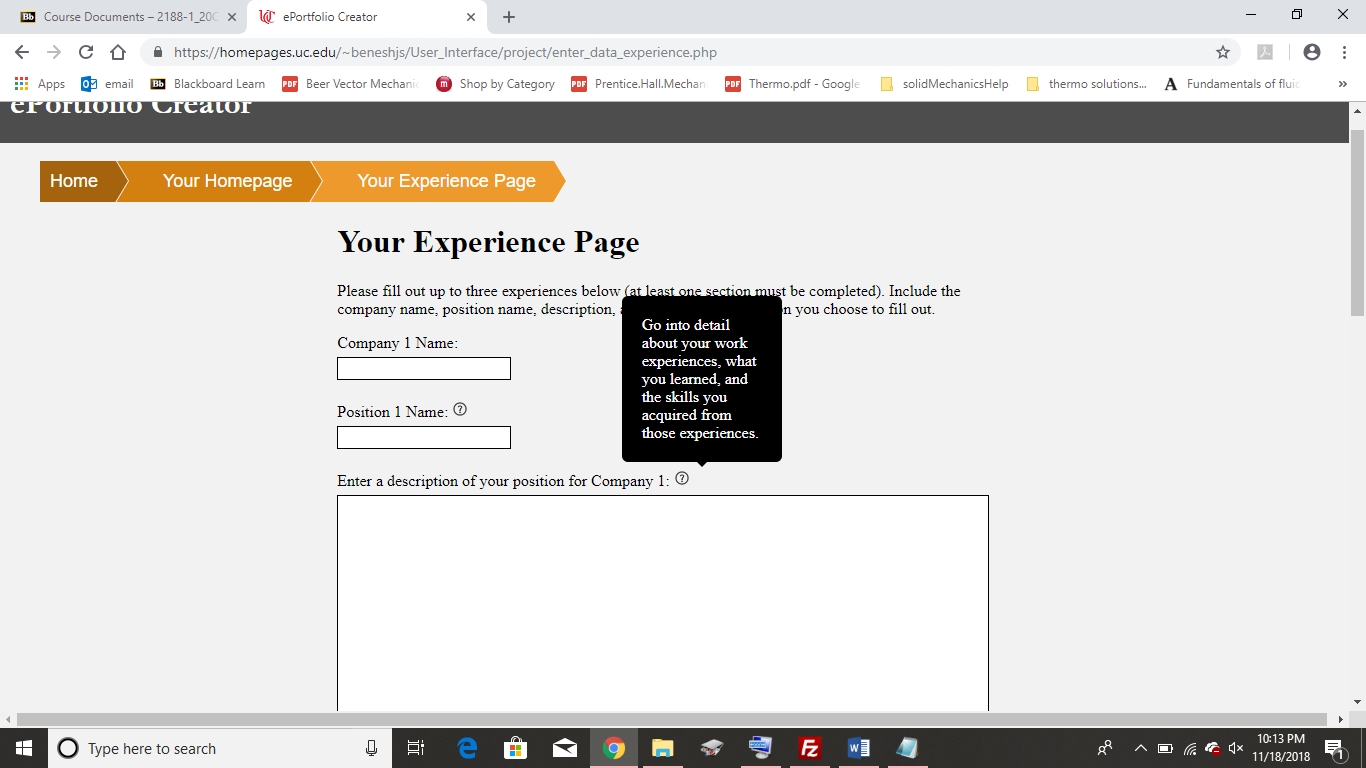 Course Documents – 2188-1_20C
ePortfolio Creator
https://homepages.uc.edu/~beneshjs/User_Interface/project/enter_data_experience.php
Apps
email
Bb
Blackboard Learn
PDF
Beer Vector Mechanic
m
Shop by Category
PDF
Prentice.Hall.Mechan
PDF
Thermo.pdf - Google
solidMechanicsHelp
thermo solutions...
A
Fundamentals of fluid
»
ePortfolio Creator
Home
Your Homepage
Your Experience Page
Your Experience Page
Please fill out up to three experiences below (at least one section must be completed). Include the
company name, position name, description, 
n you choose to fill out.
Go into detail
about your work
experiences, what
you learned, and
the skills you
acquired from
those experiences.
Company 1 Name:
Position 1 Name:
Enter a description of your position for Company 1:
Type here to search
10:13 PM
11/18/2018
1